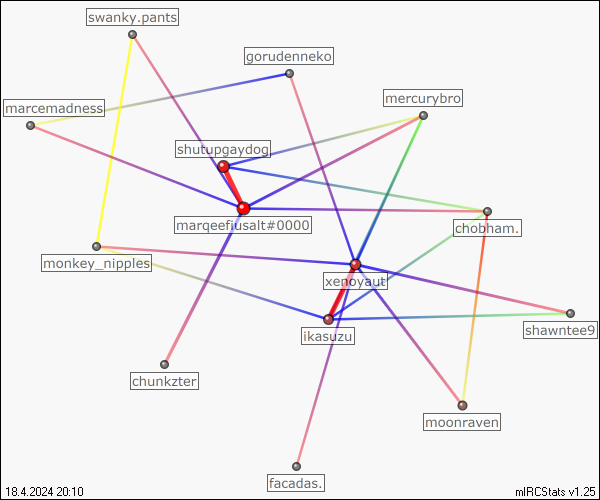 swanky.pants
gorudenneko
mercurybro
marcemadness
shutupgaydog
marqeefiusalt#0000
chobham.
monkey_nipples
xenoyaut
ikasuzu
shawntee9
chunkzter
moonraven
facadas.
18.4.2024 20:10
mIRCStats v1.25